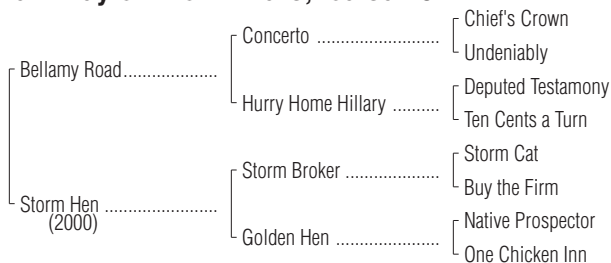 Chief's Crown
Concerto ....................
Undeniably
Bellamy Road...................
Deputed Testamony
Hurry Home Hillary ..........
Ten Cents a Turn
Storm Cat
Storm Broker ....................
Buy the Firm
Storm Hen .......................
(2000)
Native Prospector
Golden Hen .....................
One Chicken Inn